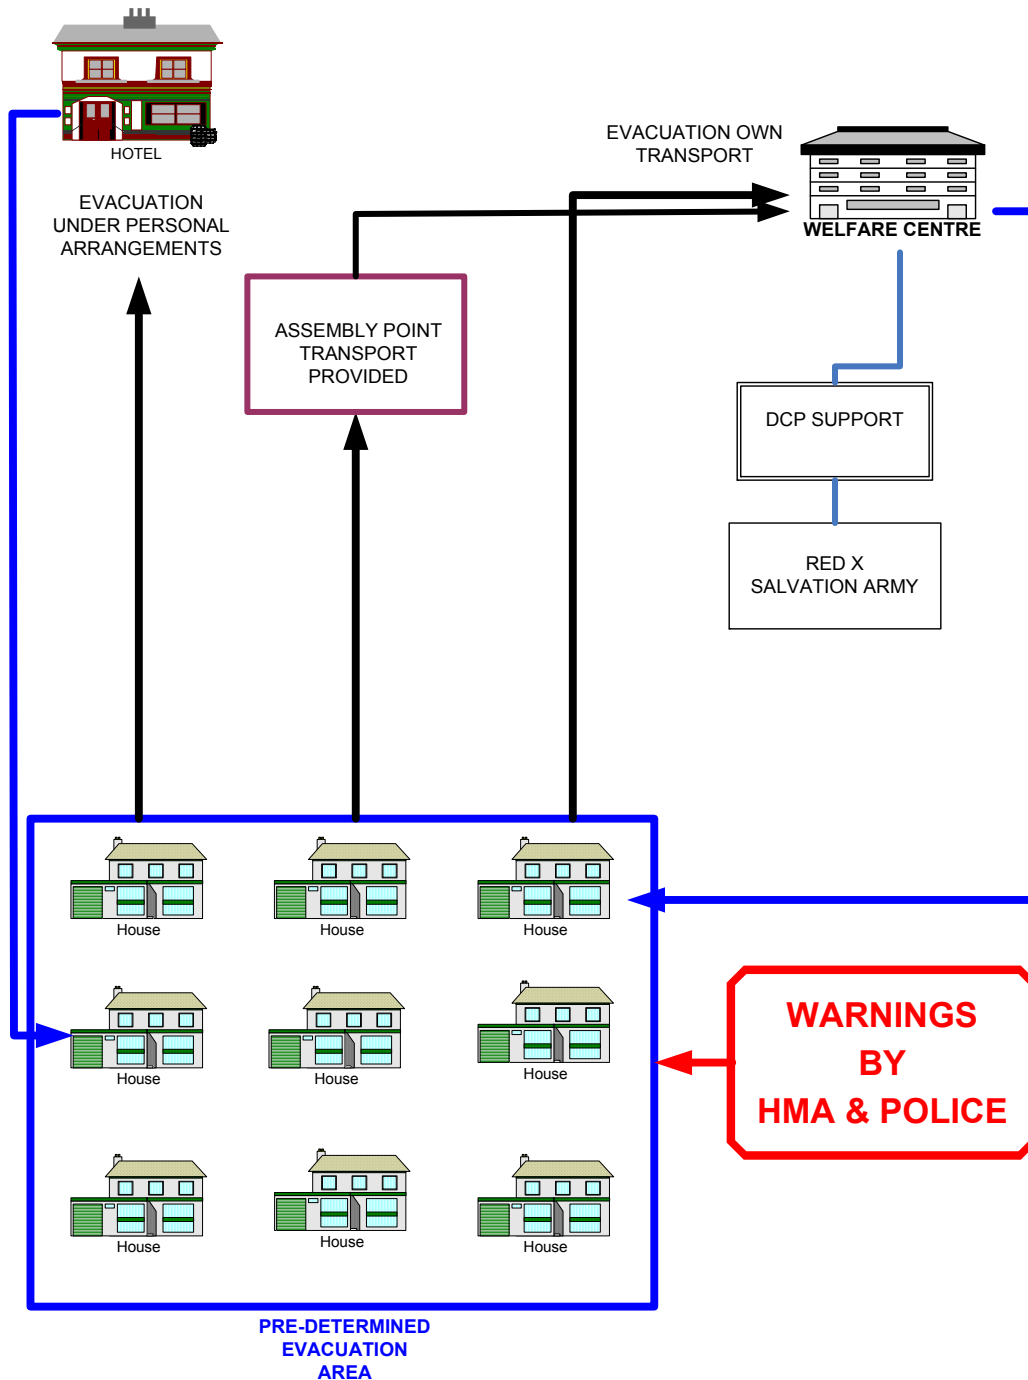 HOTEL
EVACUATION
UNDER PERSONAL
ARRANGEMENTS
EVACUATION OWN
TRANSPORT
WELFARE CENTRE
ASSEMBLY POINT
TRANSPORT
PROVIDED
DCP SUPPORT
RED X
SALVATION ARMY
House
House
House
House
House
House
House
House
House
WARNINGS
BY
HMA & POLICE
PRE-DETERMINED
EVACUATION
AREA